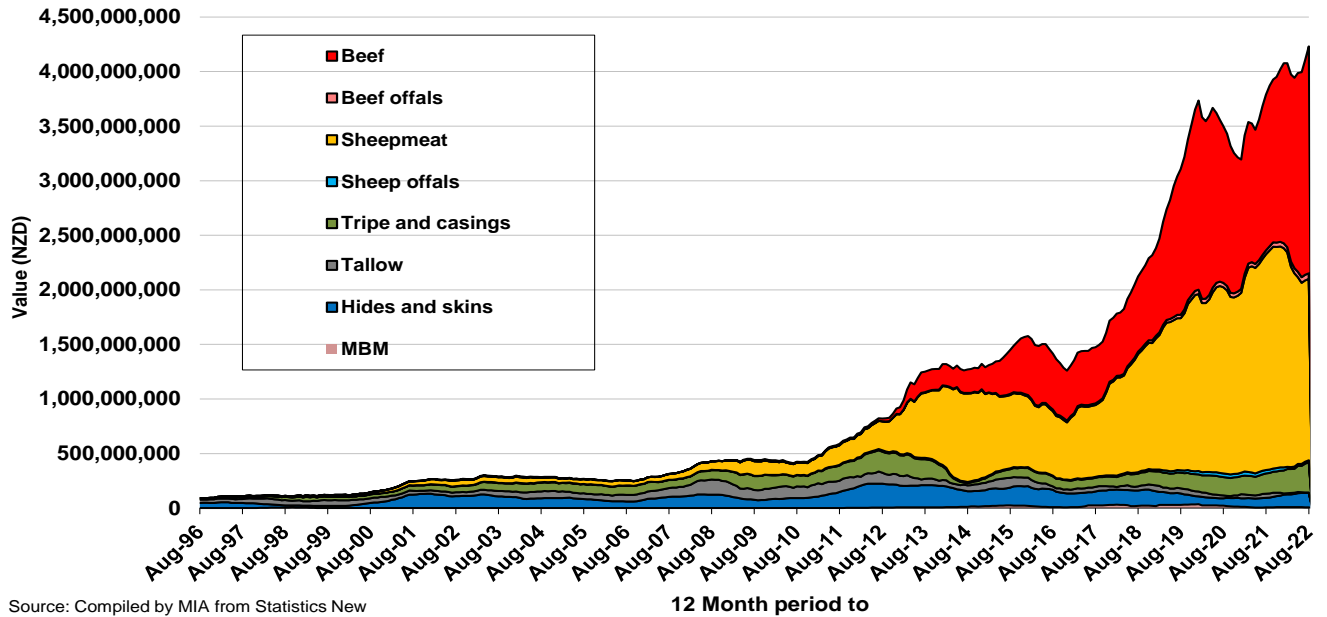 4,500,000,000
4,000,000,000
3,500,000,000
3,000,000,000
2,500,000,000
2,000,000,000
1,500,000,000
1,000,000,000
500,000,000
0
Value (NZD)
Beef
Beef offals
Sheepmeat
Sheep offals
Tripe and casings
Tallow
Hides and skins
MBM
Aug-96
Aug-97
Aug-98
Aug-99
Aug-00
Aug-01
Aug-02
Aug-03
Aug-04
Aug-05
Aug-06
Aug-07
Aug-08
Aug-09
Aug-10
Aug-11
Aug-12
Aug-13
Aug-14
Aug-15
Aug-16
Aug-17
Aug-18
Aug-19
Aug-20
Aug-21
Aug-22
Source: Compiled by MIA from Statistics New
12 Month period to